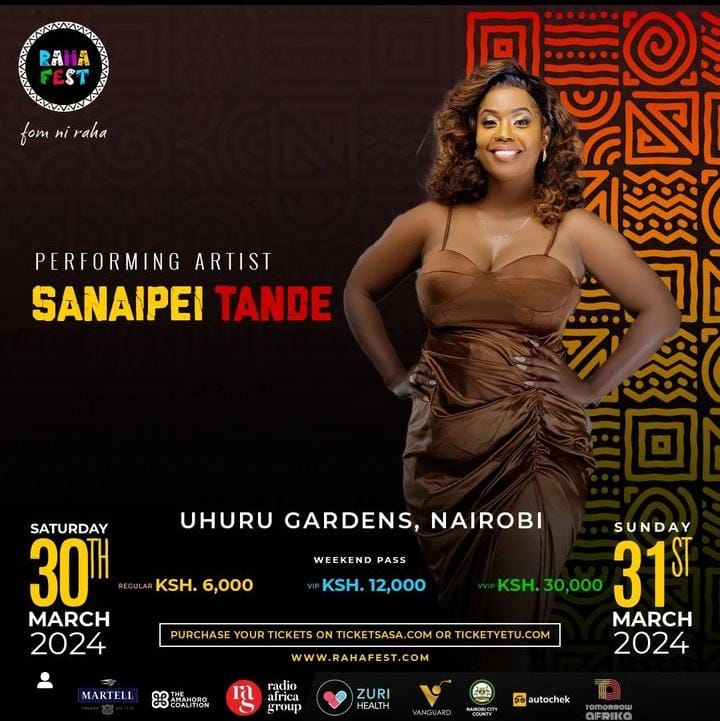 RAHA
FEST
fom ni raha
PERFORMING ARTIST
SANAIPEI TANDE
UHURU GARDENS, NAIROBI
SATURDAY
30TH
MARCH
2024
WEEKEND PASS
REGULAR KSH. 6,000
VIP KSH. 12,000
VVIP KSH. 30,000
SUNDAY
31ST
MARCH
2024
PURCHASE YOUR TICKETS ON TICKETSASA.COM OR TICKETYETU.COM
WWW.RAHAFEST.COM
MARTELL
THE
AMAHORO
COALITION
rag
radio
africa
group
ZURI
HEALTH
VANGUARD
NAIROBI CITY
COUNTY
autochek
TOMORROW
AFRIKA